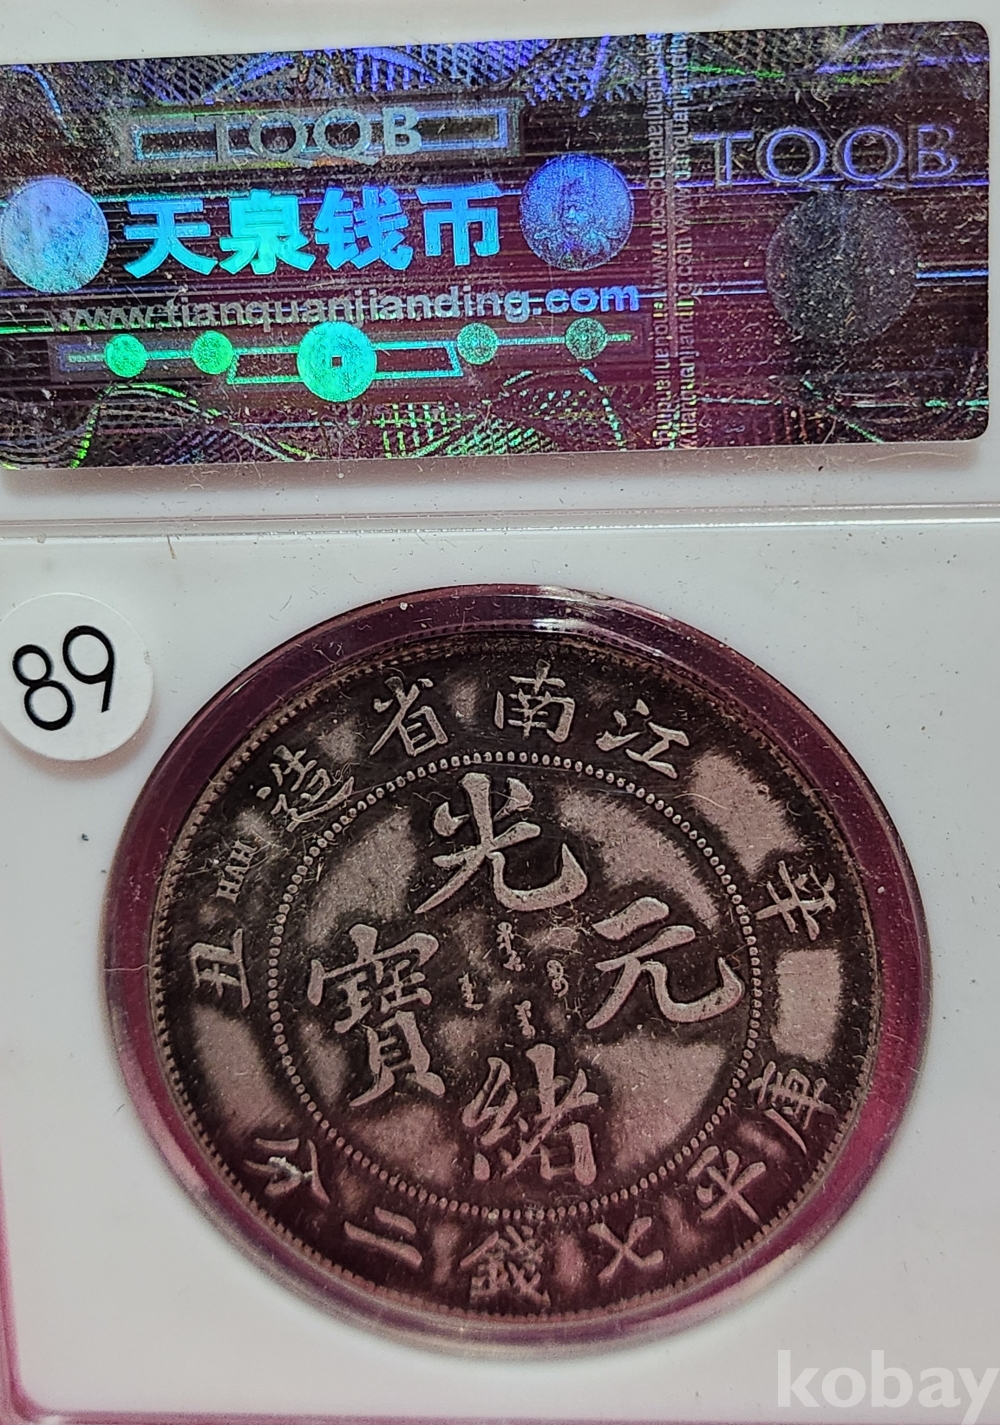 TQQB
TQQB
天泉钱币
www.tianquanjianding.com
89
江南省造
HAH
辛丑
光緒元寶
庫平七錢二分
kobay